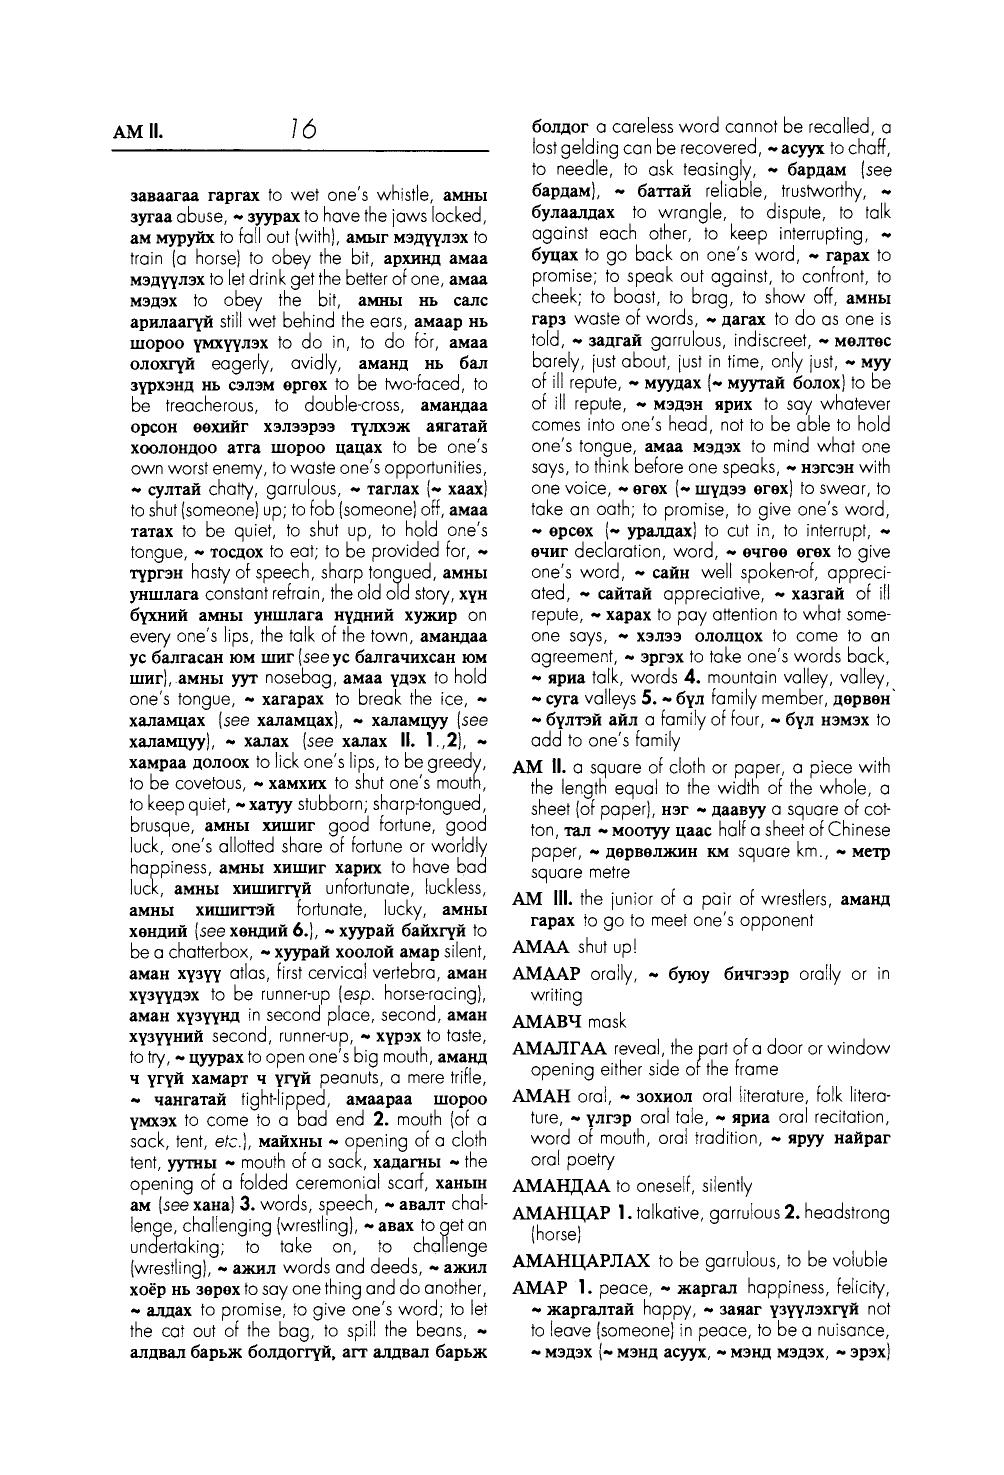 АМ II. 16
заваагаа гаргах to wet one's whistle, амны
зугаа abuse, ~ зуурах to have the jaws locked,
ам муруйх to fall out (with), амыг мэдүүлэх to
train (a horse) to obey the bit, архинд амаа
мэдүүлэх to let drink get the better of one, амаа
мэдэх to obey the bit, амны нь салс
арилаагүй still wet behind the ears, амаар нь
шороо үмхүүлэх to do in, to do for, амаа
олохгүй eagerly, avidly, аманд нь бал
зүрхэнд нь сэлэм өргөх to be two-faced, to
be treacherous, to double-cross, амандаа
орсон өөхийг хэлээрээ түлхэж аягатай
хоолондоо атга шороо цацах to be one's
own worst enemy, to waste one's opportunities,
~ султай chatty, garrulous, ~ таглах (~ хаах)
to shut (someone) up; to fob (someone) off, амаа
татах to be quiet, to shut up, to hold one's
tongue, ~ тосдох to eat; to be provided for, ~
түргэн hasty of speech, sharp tongued, амны
уншлага constant refrain, the old old story, хүн
бүхний амны уншлага нүдний хужир on
every one's lips, the talk of the town, амандаа
ус балгасан юм шиг (see ус балгачихсан юм
шиг), амны уут nosebag, амаа үдэх to hold
one's tongue, ~ хагарах to break the ice, ~
халамцах (see халамцах), ~ халамцуу (see
халамцуу), ~ халах (see халах II. 1.,2), ~
хамраа долоох to lick one's lips, to be greedy,
to be covetous, ~ хамхих to shut one's mouth,
to keep quiet, ~ хатуу stubborn; sharp-tongued,
brusque, амны хишиг good fortune, good
luck, one's allotted share of fortune or worldly
happiness, амны хишиг харих to have bad
luck, амны хишиггүй unfortunate, luckless,
амны хишигтэй fortunate, lucky, амны
хөндий (see хөндий 6.), ~ хуурай байхгүй to
be a chatterbox, ~ хуурай хоолой амар silent,
аман хүзүү atlas, first cervical vertebra, аман
хүзүүдэх to be runner-up (esp. horse-racing),
аман хүзүүнд in second place, second, аман
хүзүүний second, runner-up, ~ хүрэх to taste,
to try, ~ цуурах to open one's big mouth, аманд
ч үгүй хамарт ч үгүй peanuts, a mere trifle,
~ чангатай tight-lipped, амаараа шороо
үмхэх to come to a bad end 2. mouth (of a
sack, tent, etc.), майхны ~ opening of a cloth
tent, уутны ~ mouth of a sack, хадагны ~ the
opening of a folded ceremonial scarf, ханын
ам (see хана) 3. words, speech, ~ авалт chal-
lenge, challenging (wrestling), ~ авах to get an
undertaking; to take on, to challenge
(wrestling), ~ ажил words and deeds, ~ ажил
хоёр нь зөрөх to say one thing and do another,
~ алдах to promise, to give one's word; to let
the cat out of the bag, to spill the beans, ~
алдвал барьж болдоггүй, агт алдвал барьж
болдог a careless word cannot be recalled, a
lost gelding can be recovered, ~ асуух to chaff,
to needle, to ask teasingly, ~ бардам (see
бардам), ~ баттай reliable, trustworthy, ~
булаалдах to wrangle, to dispute, to talk
against each other, to keep interrupting, ~
буцах to go back on one's word, ~ гарах to
promise; to speak out against, to confront, to
cheek; to boast, to brag, to show off, амны
гарз waste of words, ~ дагах to do as one is
told, ~ задгай garrulous, indiscreet, ~ мөлтөс
barely, just about, just in time, only just, ~ муу
of ill repute, ~ муудах (~ муутай болох) to be
of ill repute, ~ мэдэн ярих to say whatever
comes into one's head, not to be able to hold
one's tongue, амаа мэдэх to mind what one
says, to think before one speaks, ~ нэгсэн with
one voice, ~ өгөх (~ шүдээ өгөх) to swear, to
take an oath; to promise, to give one's word,
~ өрсөх (~ уралдах) to cut in, to interrupt, ~
өчиг declaration, word, ~ өчгөө өгөх to give
one's word, ~ сайн well spoken-of, appreci-
ated, ~ сайтай appreciative, ~ хазгай of ill
repute, ~ харах to pay attention to what some-
one says, ~ хэлээ ололцох to come to an
agreement, ~ эргэх to take one's words back,
~ яриа talk, words 4. mountain valley, valley,
~ суга valleys 5. ~ бүл family member, дөрвөн
~ бүлтэй айл a family of four, ~ бүл нэмэх to
add to one's family
АМ II. a square of cloth or paper, a piece with
the length equal to the width of the whole, a
sheet (of paper), нэг ~ даавуу a square of cot-
ton, тал ~ моотуу цаас half a sheet of Chinese
paper, ~ дөрвөлжин км square km., ~ метр
square metre
АМ III. the junior of a pair of wrestlers, аманд
гарах to go to meet one's opponent
АМАА shut up!
АМААР orally, ~ буюу бичгээр orally or in
writing
АМАВЧ mask
АМАЛГАА reveal, the part of a door or window
opening either side of the frame
АМАН oral, ~ зохиол oral literature, folk litera-
ture, ~ үлгэр oral tale, ~ яриа oral recitation,
word of mouth, oral tradition, ~ яруу найраг
oral poetry
АМАНДАА to oneself, silently
АМАНЦАР 1. talkative, garrulous 2. headstrong
(horse)
АМАНЦАРЛАХ to be garrulous, to be voluble
АМАР 1. peace, ~ жаргал happiness, felicity,
~ жаргалтай happy, ~ заяаг үзүүлэхгүй not
to leave (someone) in peace, to be a nuisance,
~ мэдэх (~ мэнд асуух, ~ мэнд мэдэх, ~ эрэх)